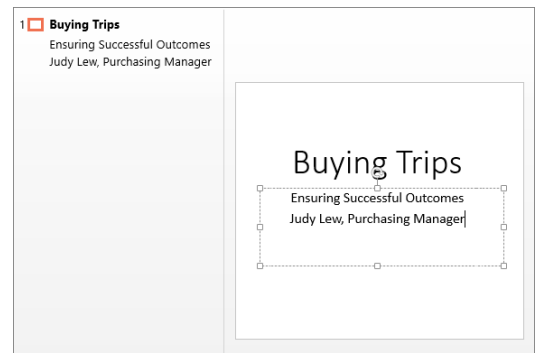 1 Buying Trips
Ensuring Successful Outcomes
Judy Lew, Purchasing Manager
Buying Trips
Ensuring Successful Outcomes
Judy Lew, Purchasing Manager